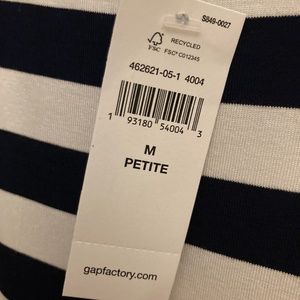 S849-0027
RECYCLED
FSC FSC® C012345
462621-05-1 4004
1 93180 54004 3
M
PETITE
gapfactory.com